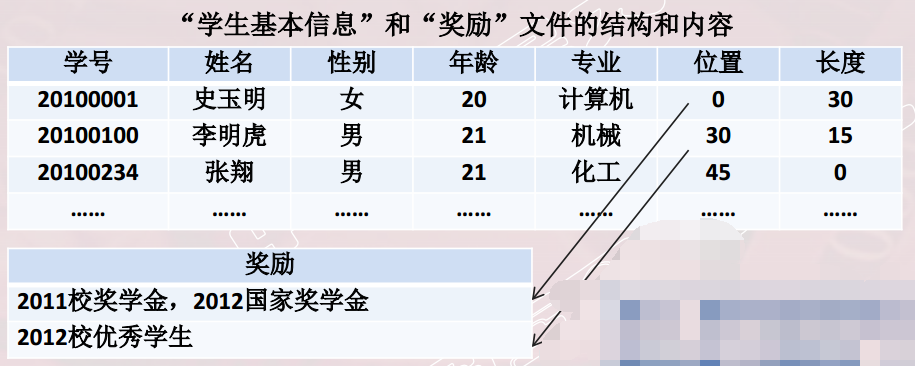 “学生基本信息”和“奖励”文件的结构和内容
学号 姓名 性别 年龄 专业 位置 长度
20100001 史玉明 女 20 计算机 0 30
20100100 李明虎 男 21 机械 30 15
20100234 张翔 男 21 化工 45 0
…… …… …… …… …… …… ……
奖励
2011校奖学金，2012国家奖学金
2012校优秀学生